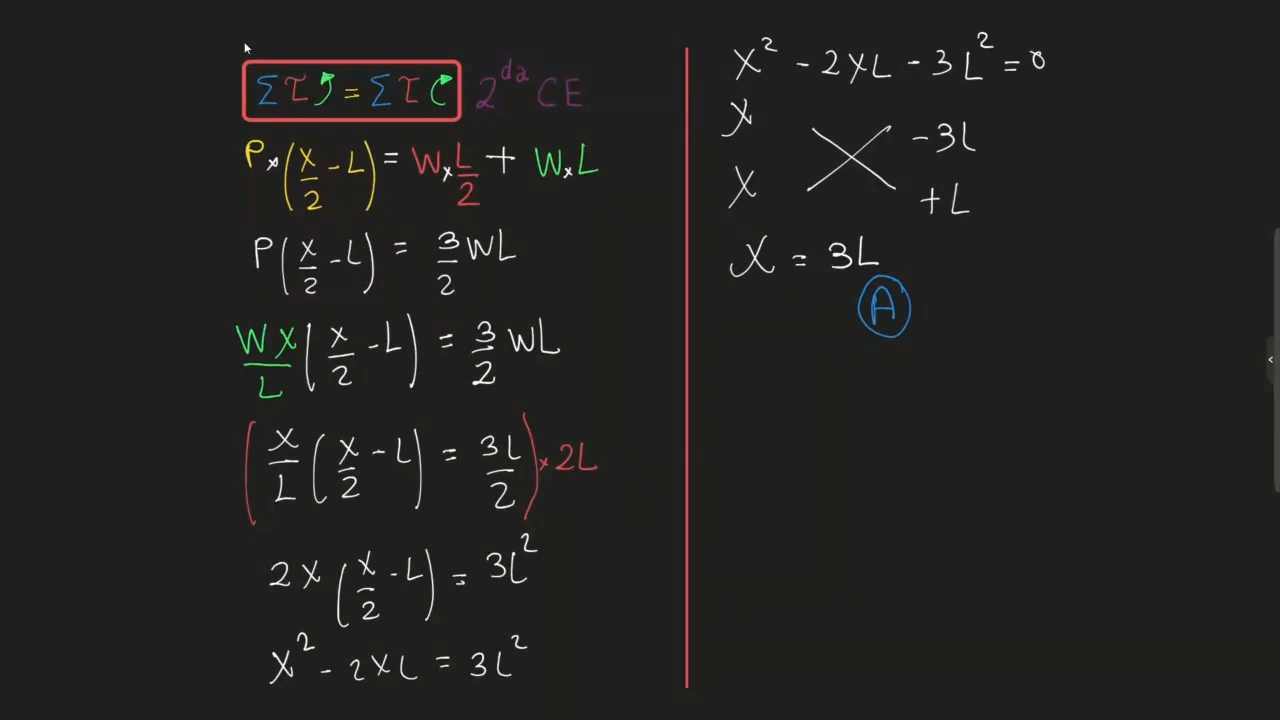 Στ = Στ 2da CE
P x (x/2 - L) = W x L/2 + W x L
P(x/2 - L) = 3/2 WL
WX/L (x/2 - L) = 3/2 WL
(x/L (x/2 - L) = 3L/2) x 2L
2x (x/2 - L) = 3L²
x² - 2xL = 3L²
x² - 2xL - 3L² = 0
x -3L
x +L
x = 3L
A